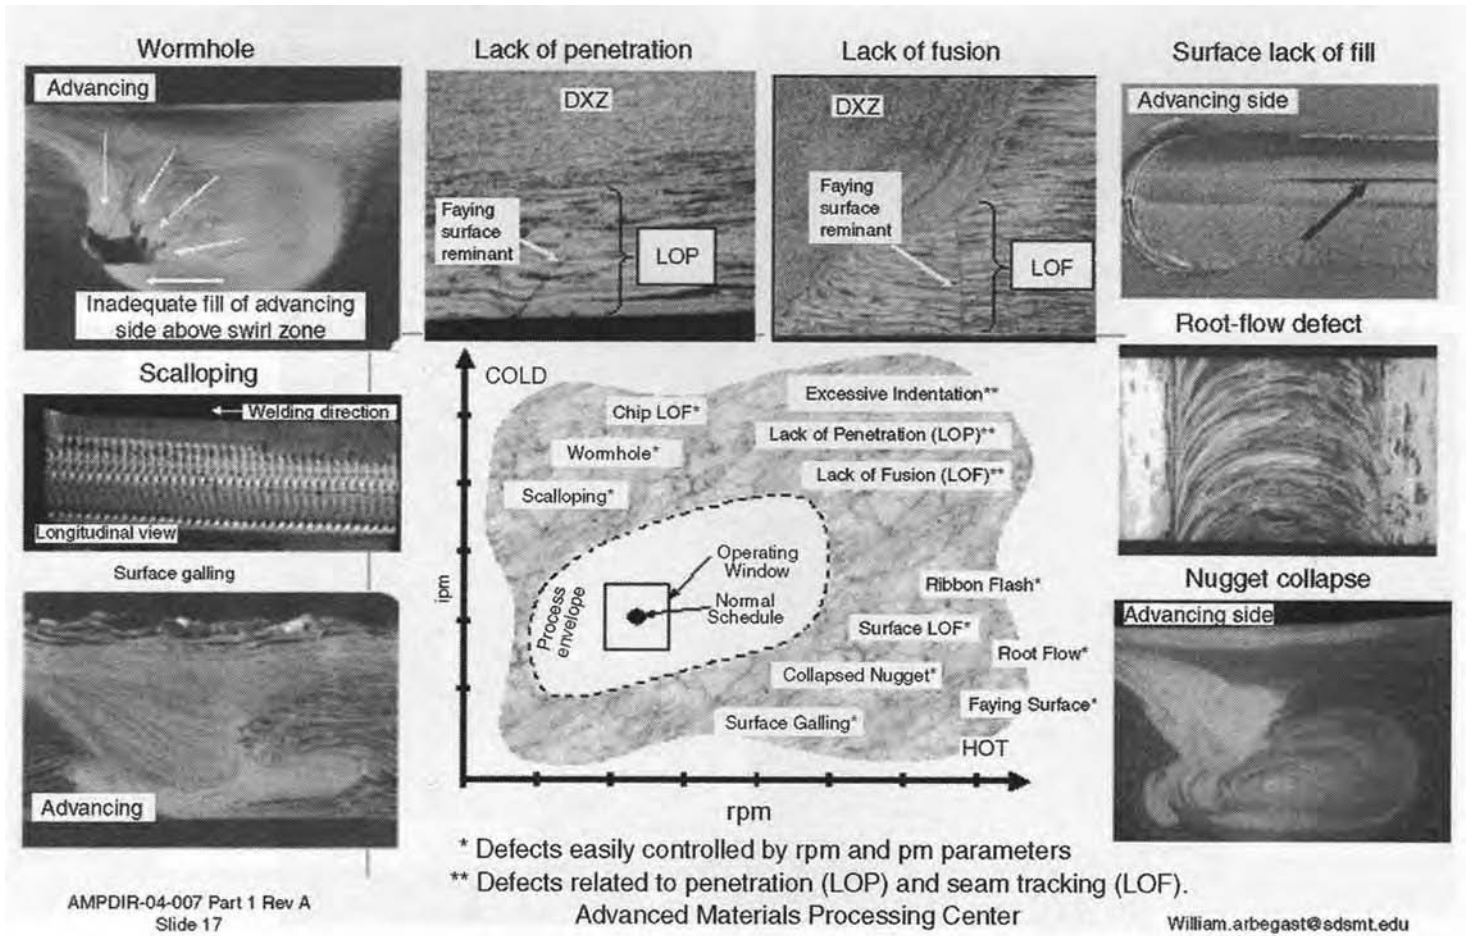 Wormhole
Advancing
Inadequate fill of advancing
side above swirl zone
Lack of penetration
DXZ
Faying
surface
reminant
LOP
Lack of fusion
DXZ
Faying
surface
reminant
LOF
Surface lack of fill
Advancing side
Scalloping
Welding direction
Longitudinal view
Surface galling
Advancing
COLD
Chip LOF*
Wormhole*
Scalloping*
Excessive Indentation**
Lack of Penetration (LOP)**
Lack of Fusion (LOF)**
Operating
Window
Normal
Schedule
Process
envelope
Ribbon Flash*
Surface LOF*
Root Flow*
Collapsed Nugget*
Faying Surface*
Surface Galling*
HOT
ipm
rpm
Root-flow defect
Nugget collapse
Advancing side
* Defects easily controlled by rpm and pm parameters
** Defects related to penetration (LOP) and seam tracking (LOF).
Advanced Materials Processing Center
AMPDIR-04-007 Part 1 Rev A
Slide 17
William.arbegast@sdsmt.edu